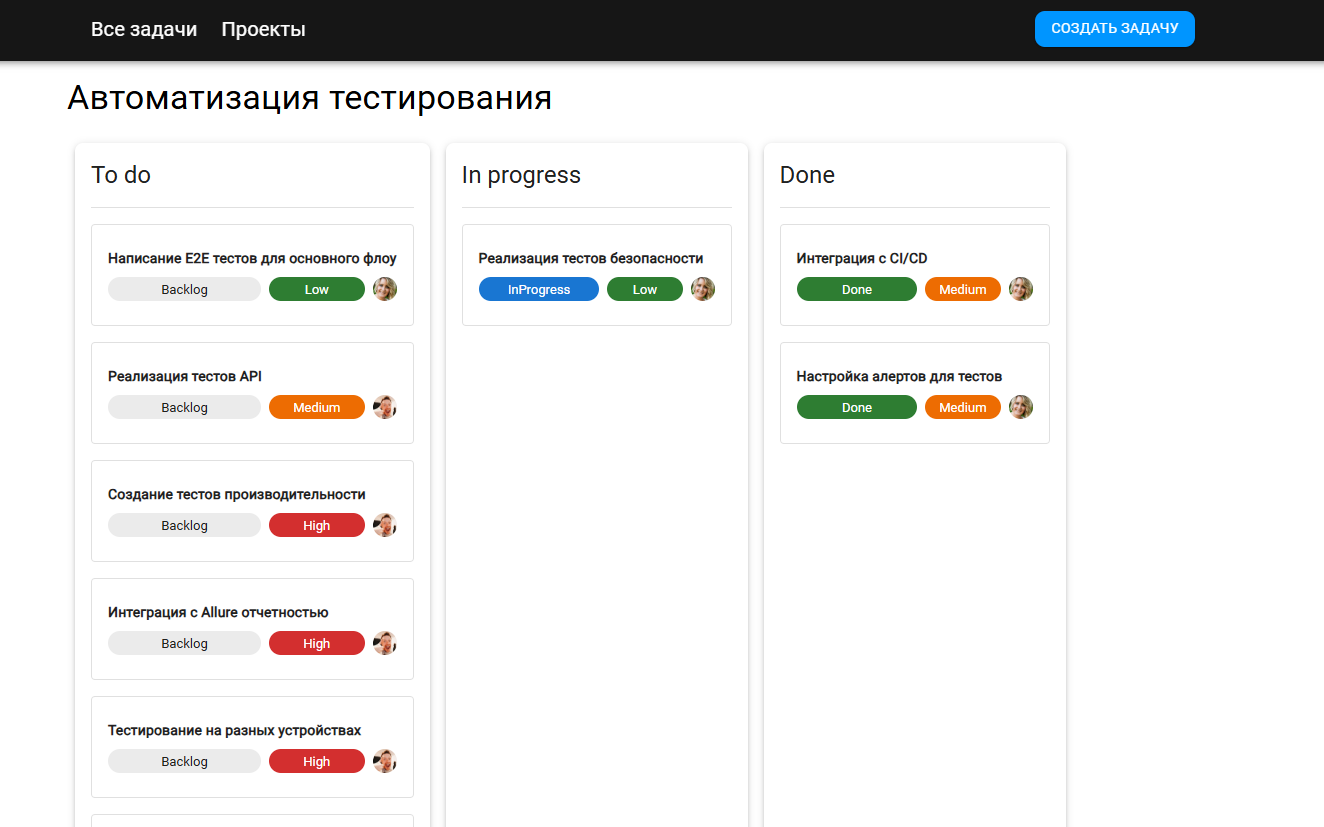 Все задачи Проекты СОЗДАТЬ ЗАДАЧУ
Автоматизация тестирования
To do
Написание E2E тестов для основного флоу
Backlog Low
Реализация тестов API
Backlog Medium
Создание тестов производительности
Backlog High
Интеграция с Allure отчетностью
Backlog High
Тестирование на разных устройствах
Backlog High
In progress
Реализация тестов безопасности
InProgress Low
Done
Интеграция с CI/CD
Done Medium
Настройка алертов для тестов
Done Medium